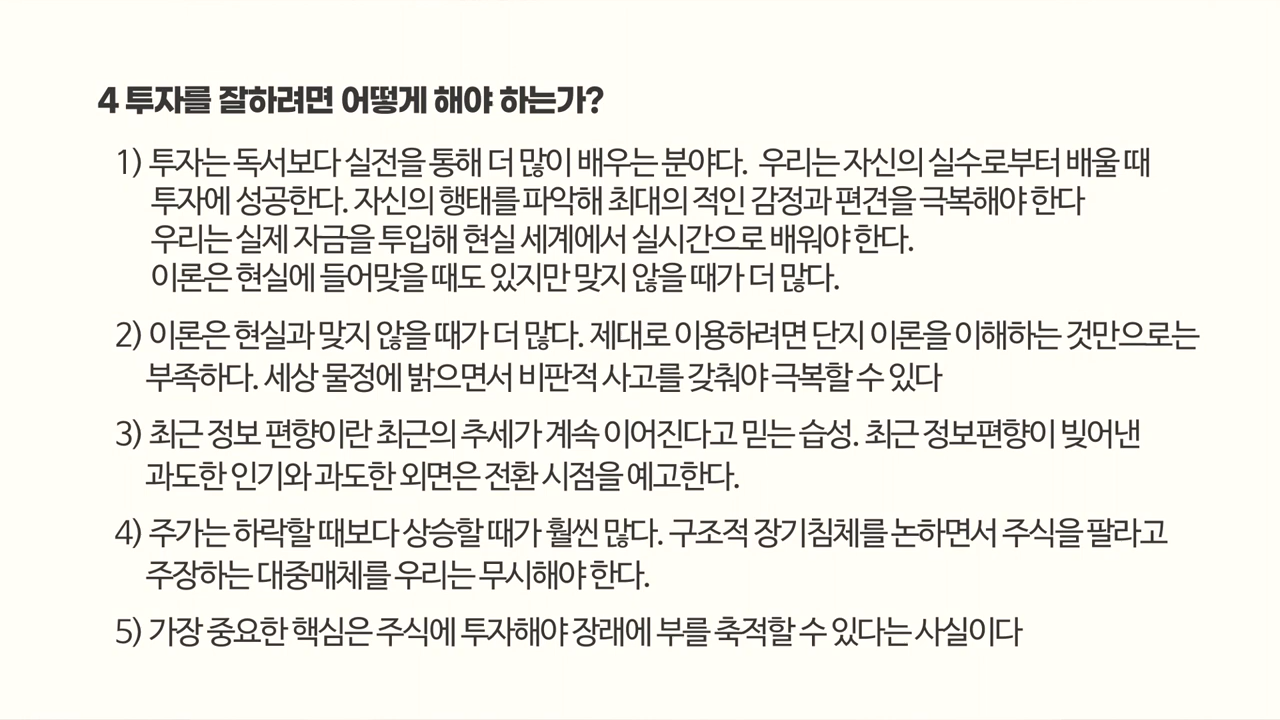 4 투자를 잘하려면 어떻게 해야 하는가?
1) 투자는 독서보다 실전을 통해 더 많이 배우는 분야다. 우리는 자신의 실수로부터 배울 때
투자에 성공한다. 자신의 행태를 파악해 최대의 적인 감정과 편견을 극복해야 한다
우리는 실제 자금을 투입해 현실 세계에서 실시간으로 배워야 한다.
이론은 현실에 들어맞을 때도 있지만 맞지 않을 때가 더 많다.
2) 이론은 현실과 맞지 않을 때가 더 많다. 제대로 이용하려면 단지 이론을 이해하는 것만으로는
부족하다. 세상 물정에 밝으면서 비판적 사고를 갖춰야 극복할 수 있다
3) 최근 정보 편향이란 최근의 추세가 계속 이어진다고 믿는 습성. 최근 정보편향이 빚어낸
과도한 인기와 과도한 외면은 전환 시점을 예고한다.
4) 주가는 하락할 때보다 상승할 때가 훨씬 많다. 구조적 장기침체를 논하면서 주식을 팔라고
주장하는 대중매체를 우리는 무시해야 한다.
5) 가장 중요한 핵심은 주식에 투자해야 장래에 부를 축적할 수 있다는 사실이다